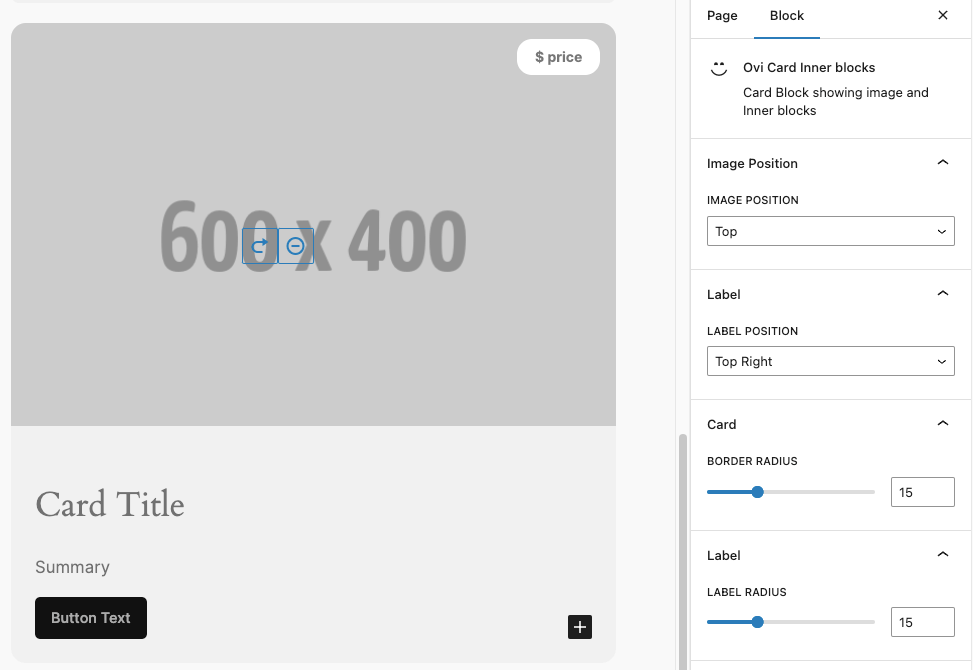 $ price
600 x 400
Card Title
Summary
Button Text
Page Block
Ovi Card Inner blocks
Card Block showing image and
Inner blocks
Image Position
IMAGE POSITION
Top
Label
LABEL POSITION
Top Right
Card
BORDER RADIUS
15
Label
LABEL RADIUS
15